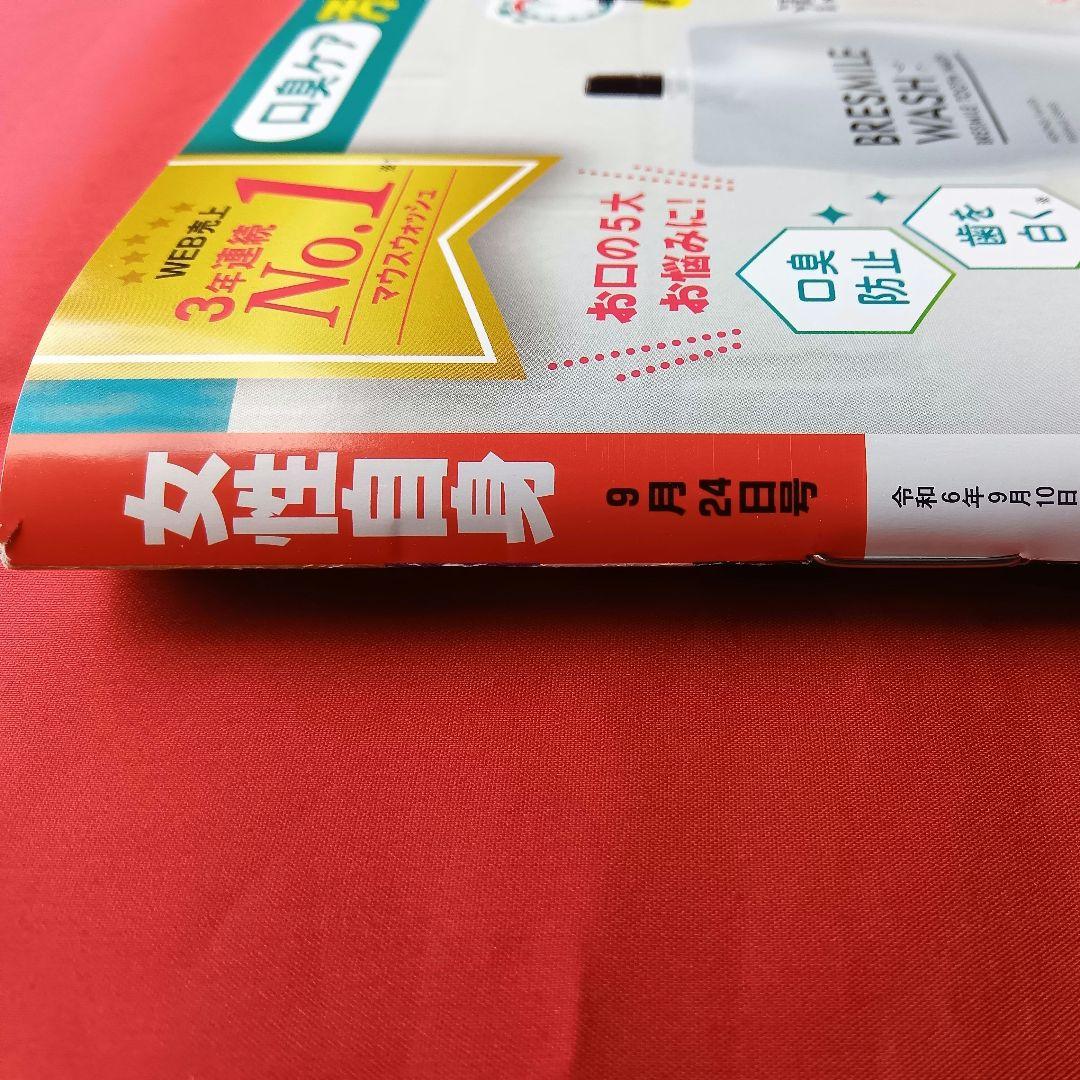 口臭ケア
WEB売上
3年連続
No.1
マウスウォッシュ
お口の5大
お悩みに!
口臭
防止
歯を
白く※
BRESMILE
WASH
女性自身
9月24日号
令和6年9月10日